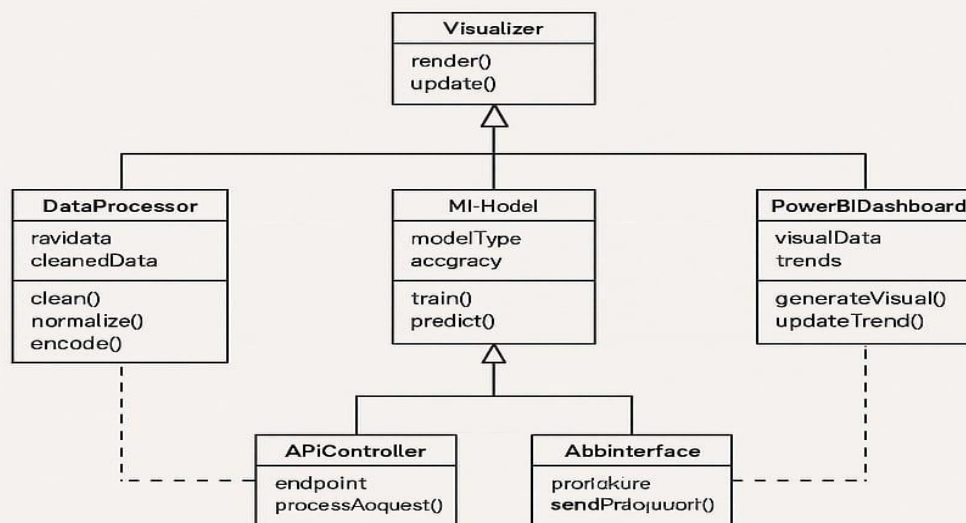 Visualizer
render()
update()
DataProcessor
ravidata
cleanedData
clean()
normalize()
encode()
MI-Hodel
modelType
accgracy
train()
predict()
PowerBIDashboard
visualData
trends
generateVisual()
updateTrend()
APiController
endpoint
processAoquest()
Abbinterface